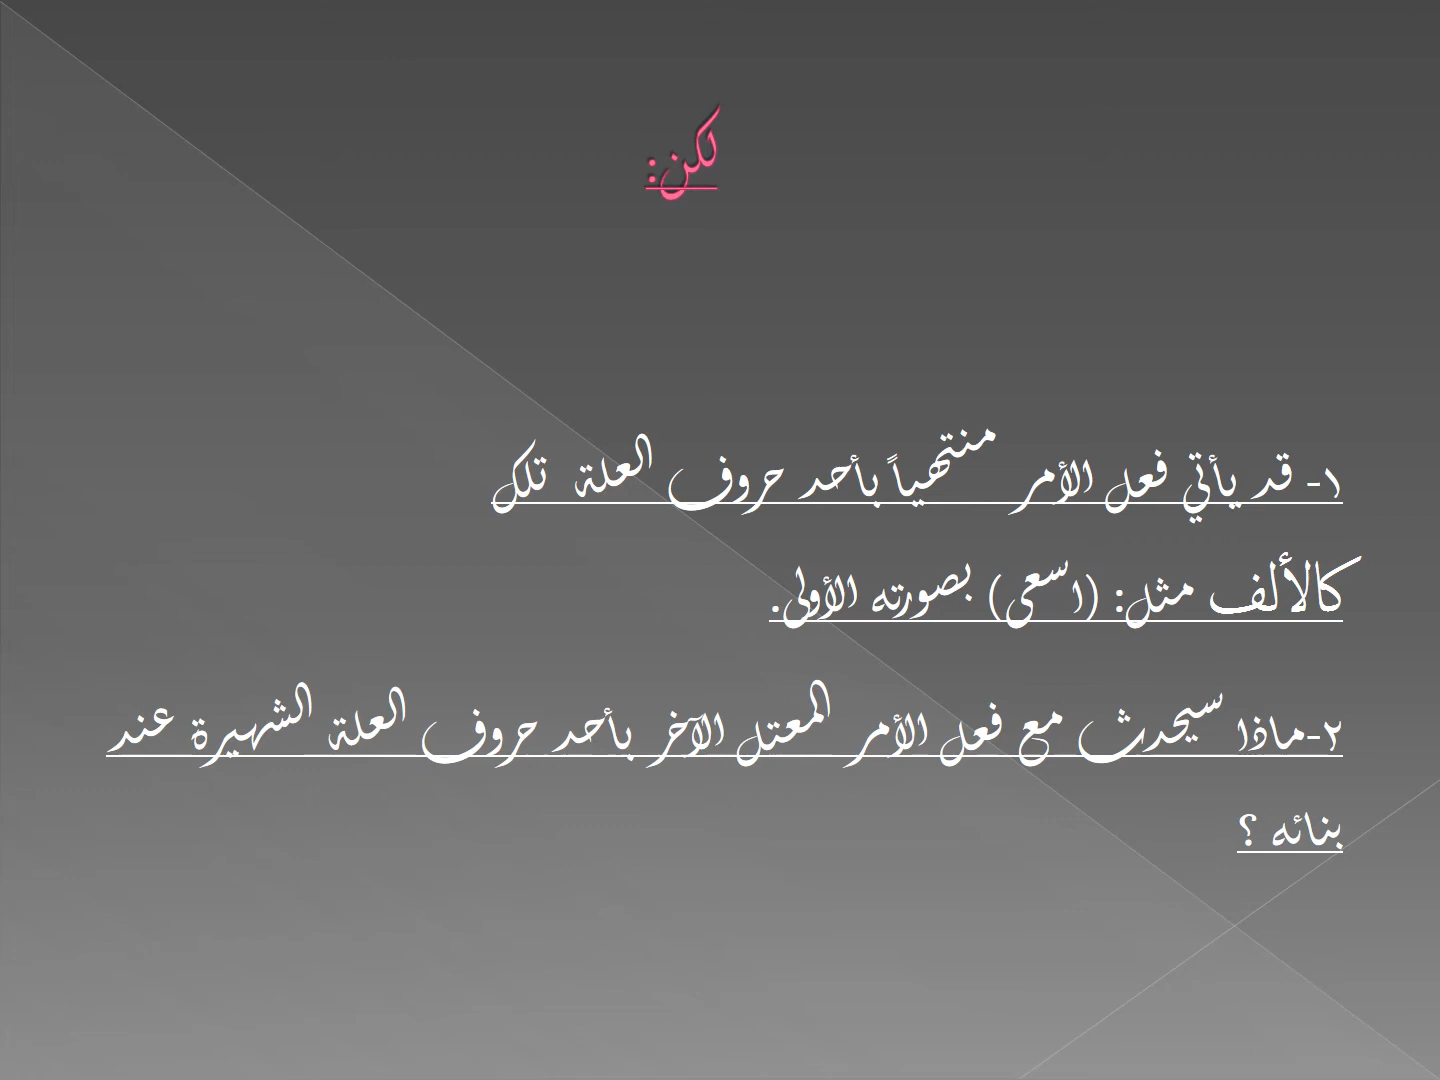 لكن:
١- قد يأتي فعل الأمر منتهياً بأحد حروف العلة تلك
كالألف مثل: (اسعى) بصورته الأولى.
٢-ماذا سيحدث مع فعل الأمر المعتل الآخر بأحد حروف العلة الشهيرة عند
بنائه ؟